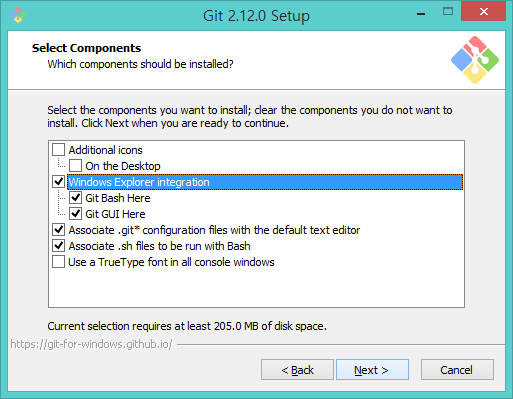 Git 2.12.0 Setup
Select Components
Which components should be installed?
Select the components you want to install; clear the components you do not want to
install. Click Next when you are ready to continue.
Additional icons
On the Desktop
Windows Explorer integration
Git Bash Here
Git GUI Here
Associate .git* configuration files with the default text editor
Associate .sh files to be run with Bash
Use a TrueType font in all console windows
Current selection requires at least 205.0 MB of disk space.
https://git-for-windows.github.io/
< Back
Next >
Cancel